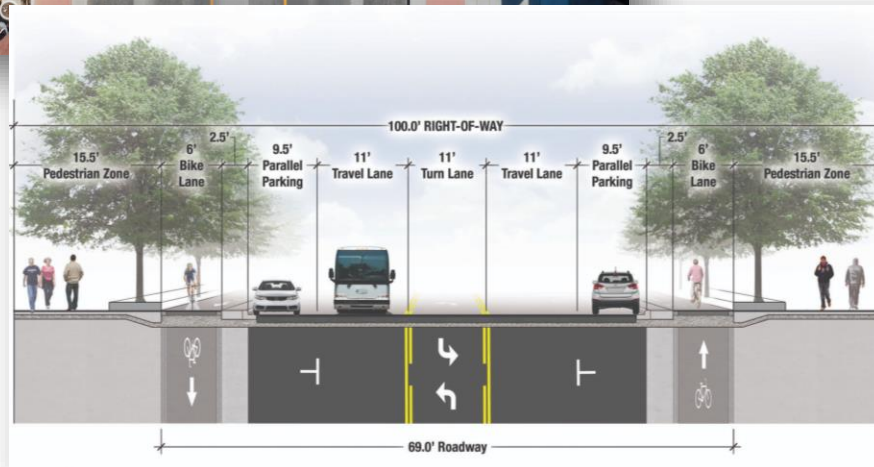 100.0' RIGHT-OF-WAY
15.5'
Pedestrian Zone
6'
Bike
Lane
2.5'
9.5'
Parallel
Parking
11'
Travel Lane
11'
Turn Lane
11'
Travel Lane
9.5'
Parallel
Parking
2.5'
6'
Bike
Lane
15.5'
Pedestrian Zone
69.0' Roadway